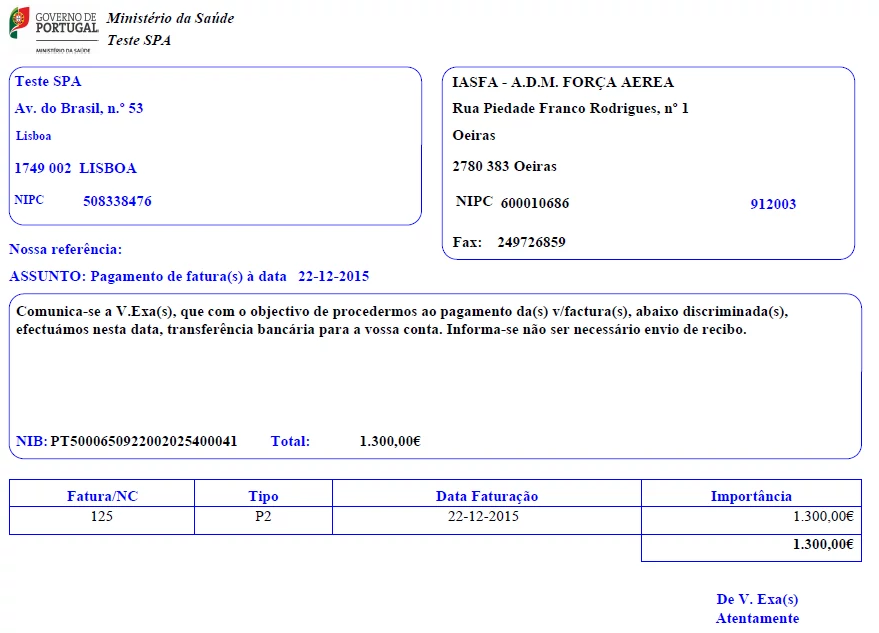 GOVERNO DE
PORTUGAL
MINISTÉRIO DA SAÚDE
Ministério da Saúde
Teste SPA
Teste SPA
Av. do Brasil, n.º 53
Lisboa
1749 002 LISBOA
NIPC 508338476
IASFA - A.D.M. FORÇA AEREA
Rua Piedade Franco Rodrigues, nº 1
Oeiras
2780 383 Oeiras
NIPC 600010686 912003
Fax: 249726859
Nossa referência:
ASSUNTO: Pagamento de fatura(s) à data 22-12-2015
Comunica-se a V.Exa(s), que com o objectivo de procedermos ao pagamento da(s) v/factura(s), abaixo discriminada(s),
efectuámos nesta data, transferência bancária para a vossa conta. Informa-se não ser necessário envio de recibo.
NIB: PT5000650922002025400041 Total: 1.300,00€
Fatura/NC Tipo Data Faturação Importância
125 P2 22-12-2015 1.300,00€
1.300,00€
De V. Exa(s)
Atentamente